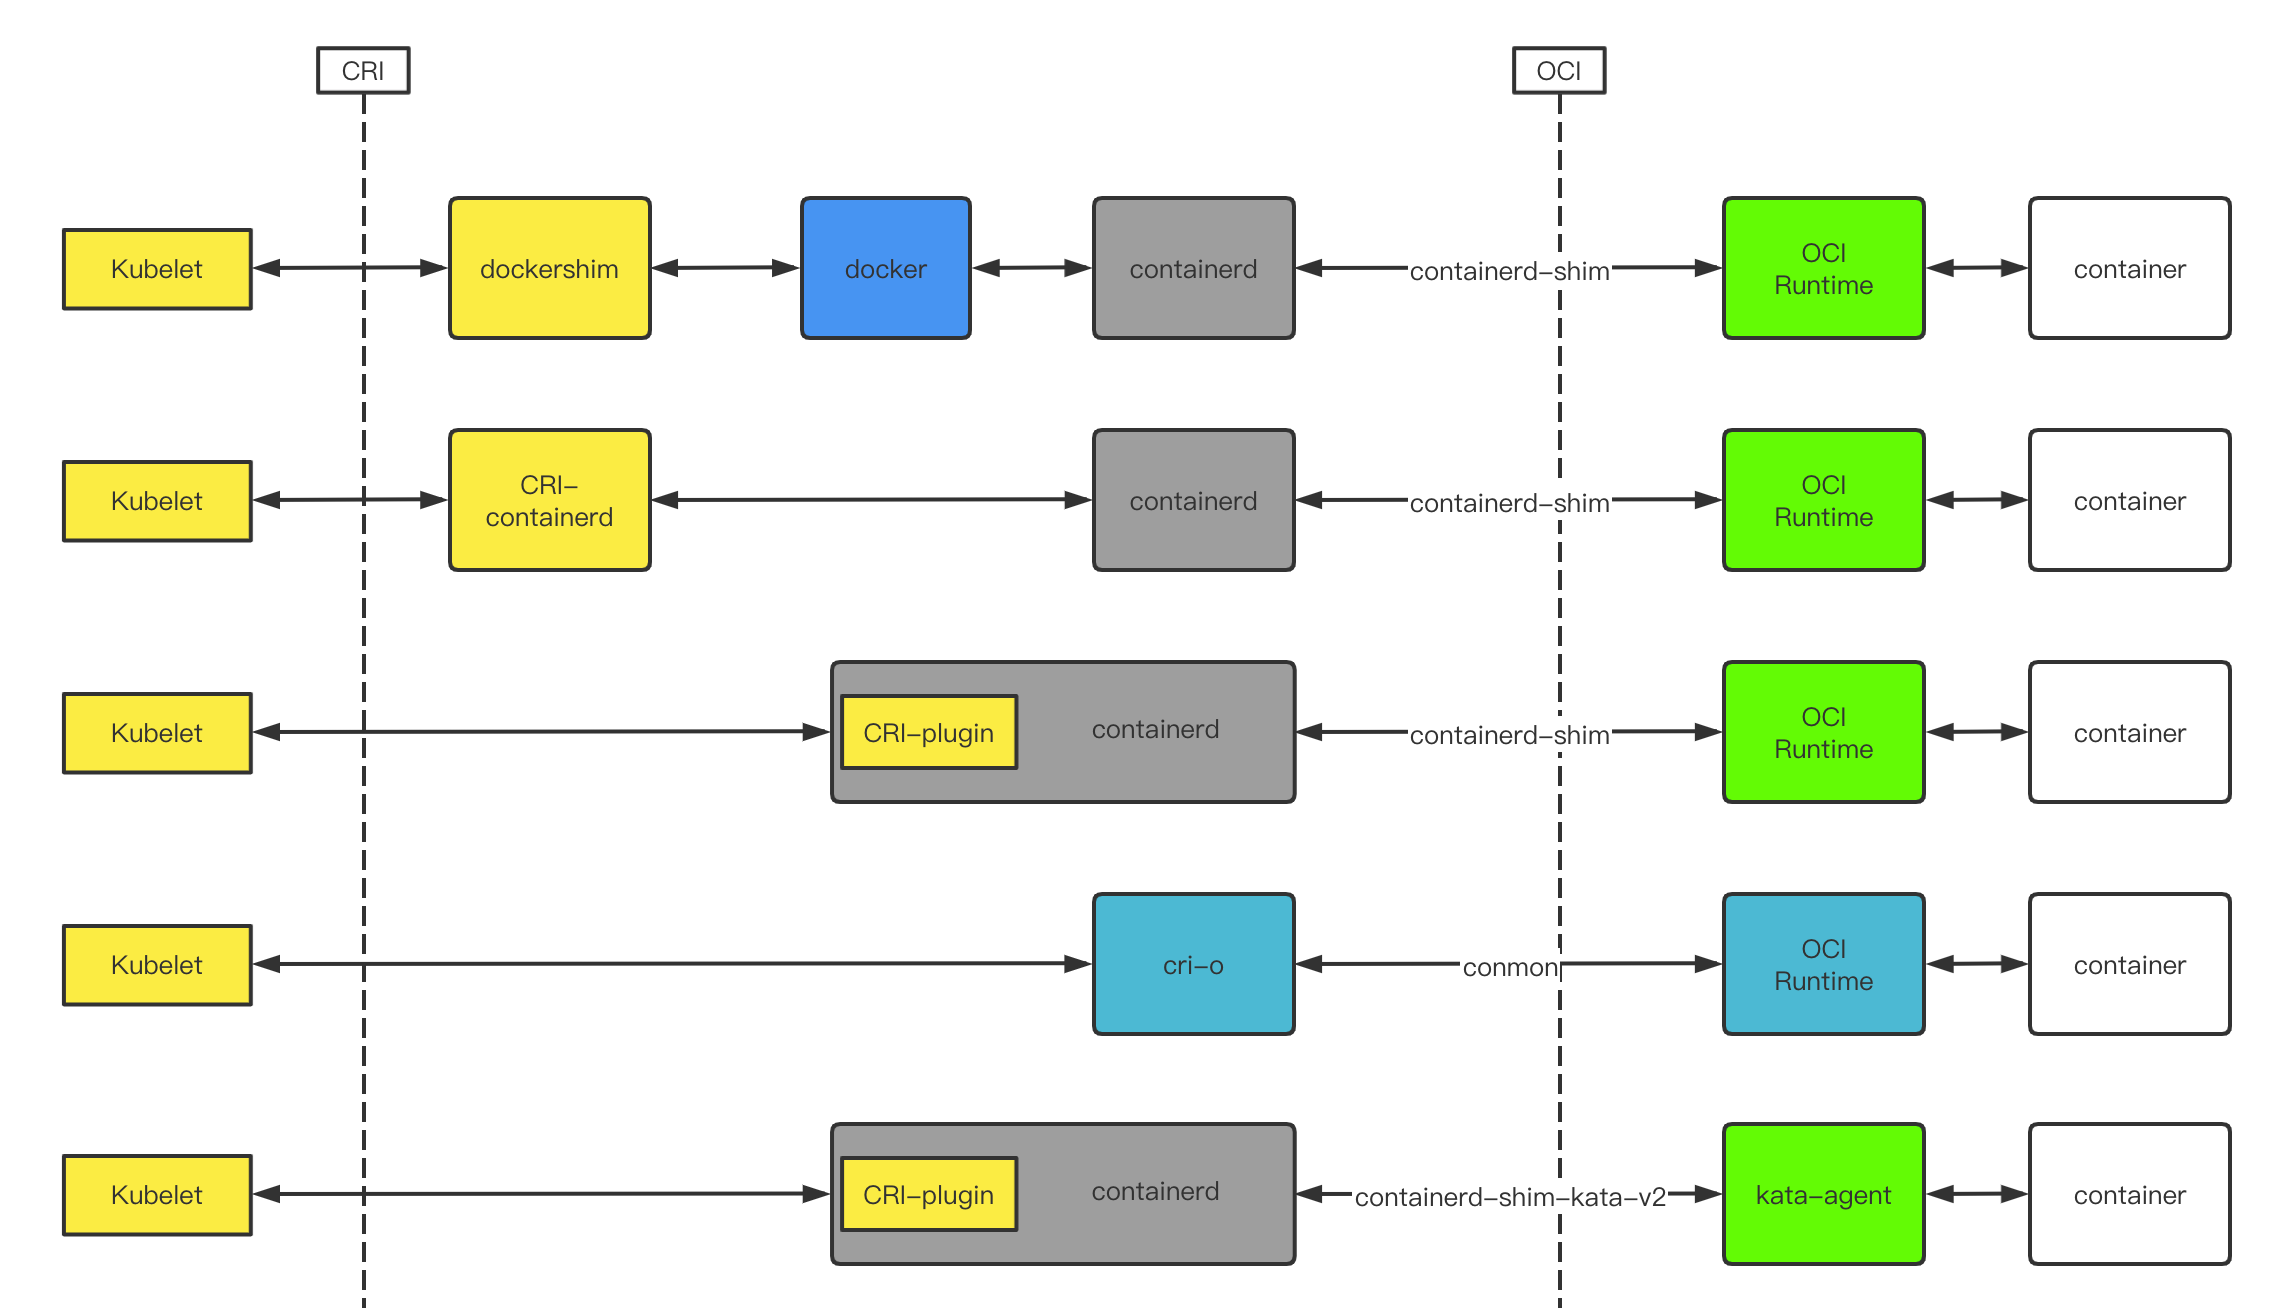 CRI
OCI
Kubelet
dockershim
docker
containerd
containerd-shim
OCI
Runtime
container
Kubelet
CRI-
containerd
containerd
containerd-shim
OCI
Runtime
container
Kubelet
CRI-plugin
containerd
containerd-shim
OCI
Runtime
container
Kubelet
cri-o
conmon
OCI
Runtime
container
Kubelet
CRI-plugin
containerd
containerd-shim-kata-v2
kata-agent
container